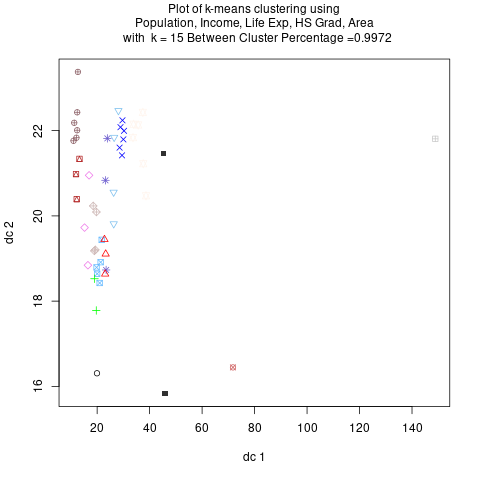 Plot of k-means clustering using
Population, Income, Life Exp, HS Grad, Area
with k = 15 Between Cluster Percentage =0.9972
22
20
18
16
dc 2
20 40 60 80 100 120 140
dc 1